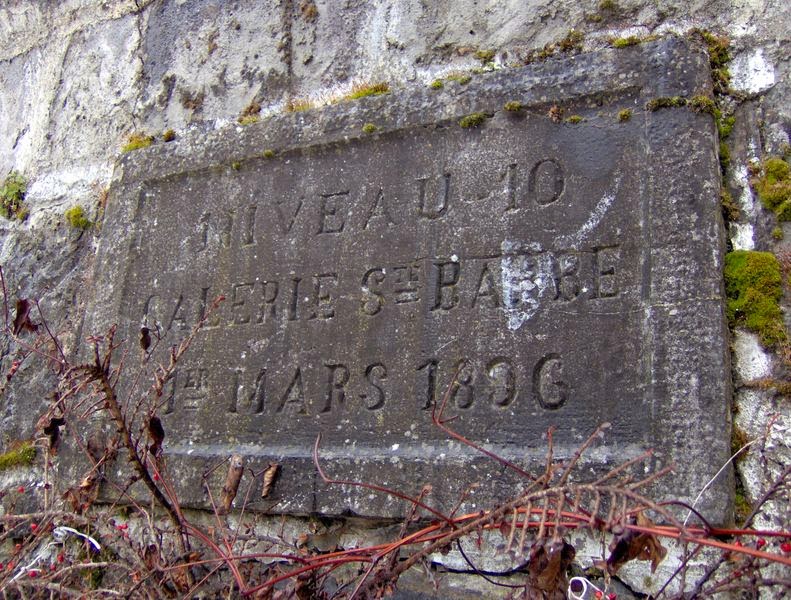 NIVEAU 10
GALERIE STE BARBE
1ER MARS 1896